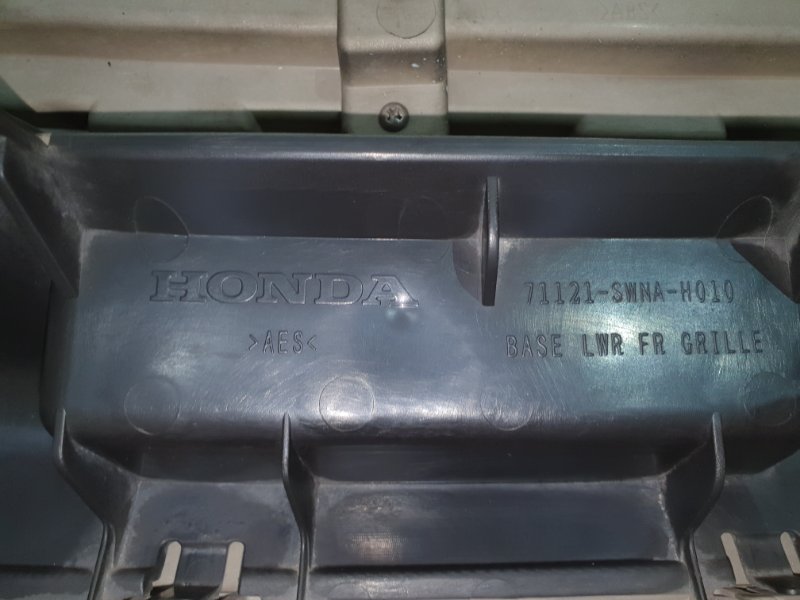 HONDA
>AES<
71121-SWNA-H010
BASE LWR FR GRILLE